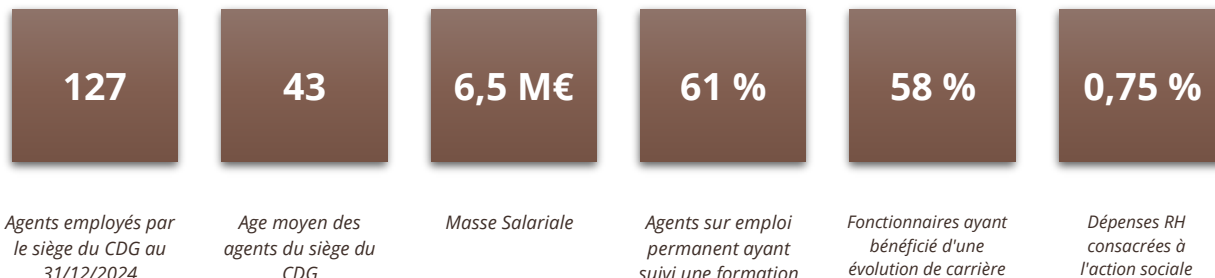 127
43
6,5 M€
61 %
58 %
0,75 %
Agents employés par
le siège du CDG au
31/12/2024
Age moyen des
agents du siège du
CDG
Masse Salariale
Agents sur emploi
permanent ayant
suivi une formation
Fonctionnaires ayant
bénéficié d'une
évolution de carrière
Dépenses RH
consacrées à
l'action sociale